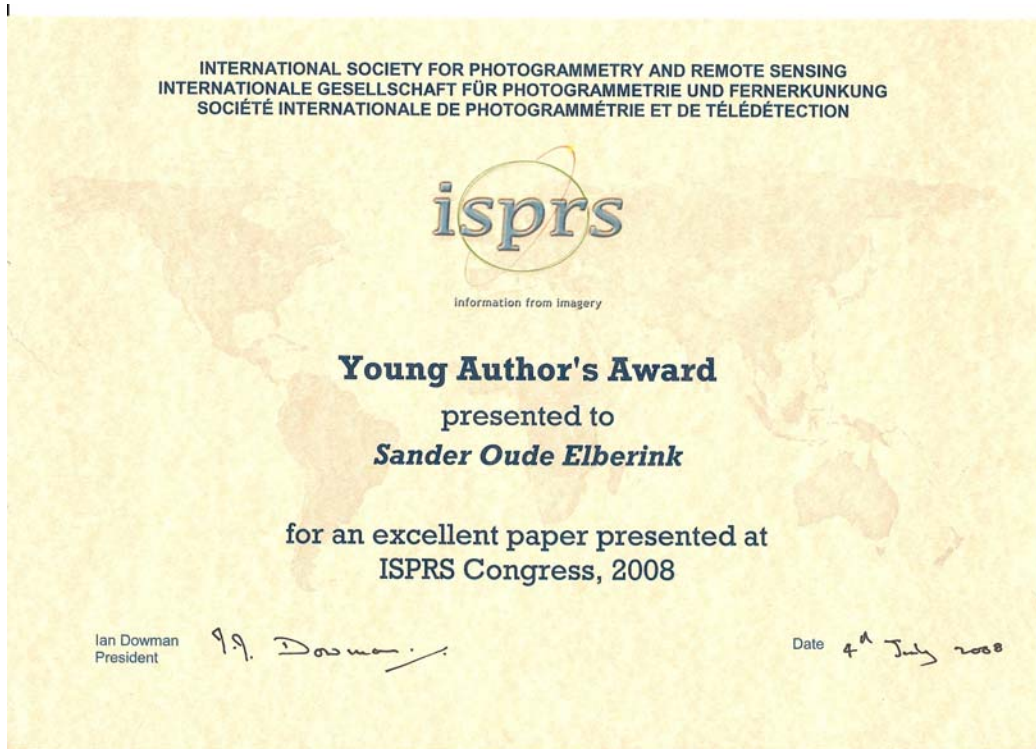 INTERNATIONAL SOCIETY FOR PHOTOGRAMMETRY AND REMOTE SENSING
INTERNATIONALE GESELLSCHAFT FÜR PHOTOGRAMMETRIE UND FERNERKUNKUNG
SOCIÉTÉ INTERNATIONALE DE PHOTOGRAMMÉTRIE ET DE TÉLÉDÉTECTION
isprs
information from imagery
Young Author's Award
presented to
Sander Oude Elberink
for an excellent paper presented at
ISPRS Congress, 2008
Ian Dowman
President
I.J. Dowman
Date 4th July 2008